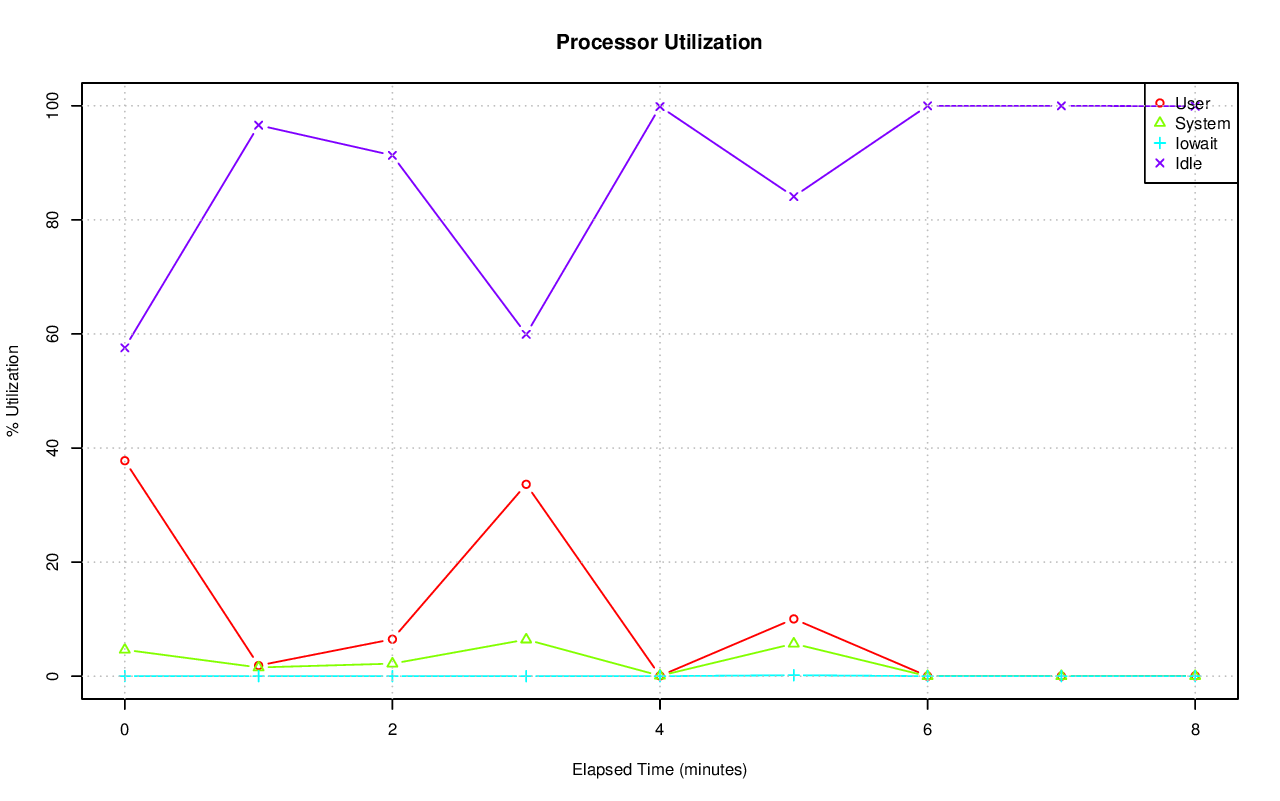 Processor Utilization
100
80
60
40
20
0
% Utilization
User
System
Iowait
Idle
0 2 4 6 8
Elapsed Time (minutes)